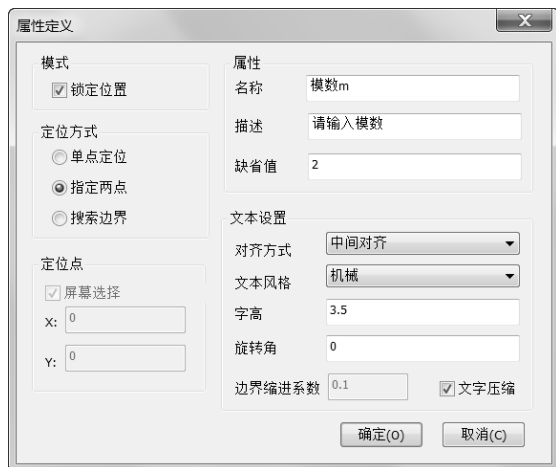 属性定义
模式
锁定位置
定位方式
单点定位
指定两点
搜索边界
定位点
屏幕选择
X: 0
Y: 0
属性
名称 模数m
描述 请输入模数
缺省值 2
文本设置
对齐方式 中间对齐
文本风格 机械
字高 3.5
旋转角 0
边界缩进系数 0.1 文字压缩
确定(O) 取消(C)